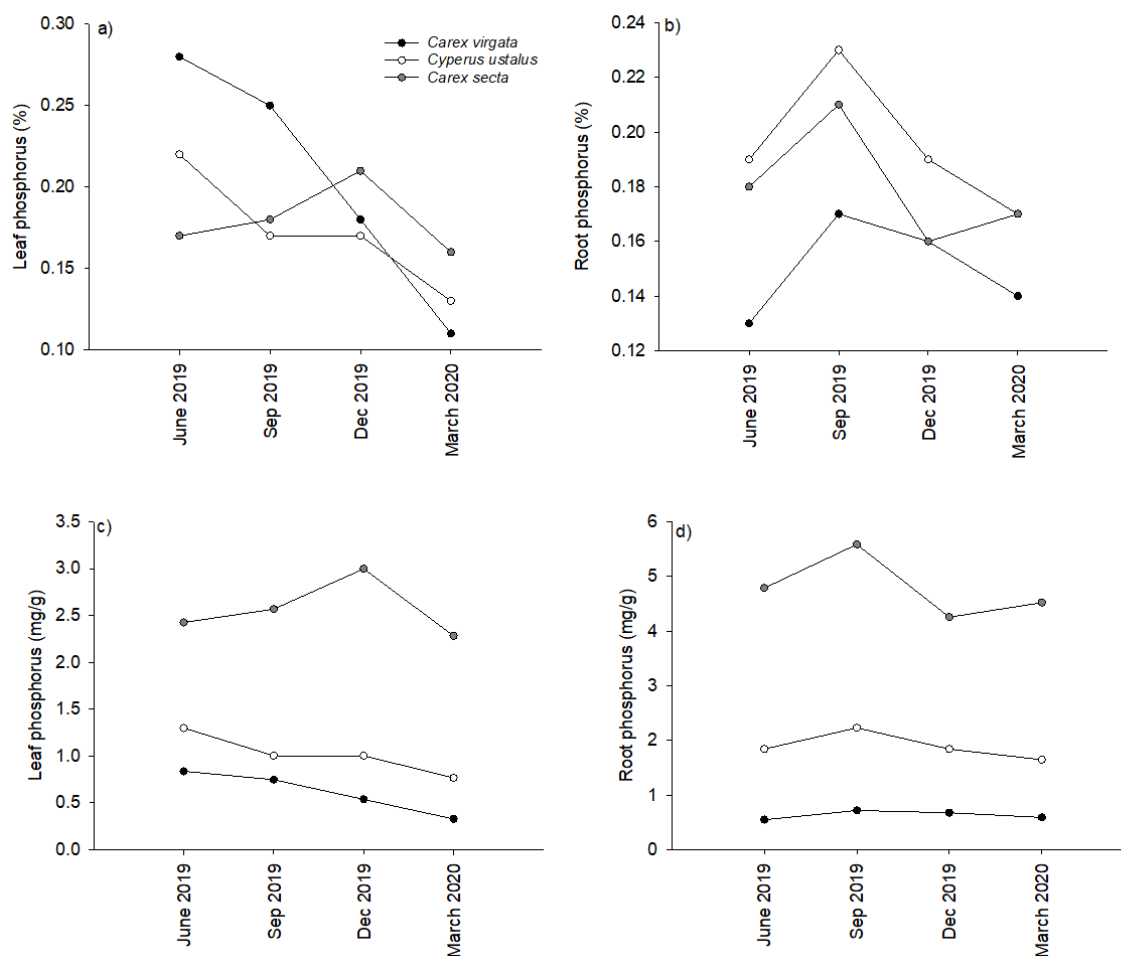 a)
Carex virgata
Cyperus ustalus
Carex secta
Leaf phosphorus (%)
0.30
0.25
0.20
0.15
0.10
June 2019
Sep 2019
Dec 2019
March 2020
b)
Root phosphorus (%)
0.24
0.22
0.20
0.18
0.16
0.14
0.12
June 2019
Sep 2019
Dec 2019
March 2020
c)
Leaf phosphorus (mg/g)
3.5
3.0
2.5
2.0
1.5
1.0
0.5
0.0
June 2019
Sep 2019
Dec 2019
March 2020
d)
Root phosphorus (mg/g)
6
5
4
3
2
1
0
June 2019
Sep 2019
Dec 2019
March 2020